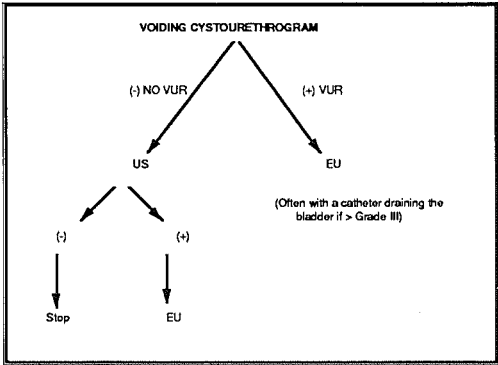 VOIDING CYSTOURETHROGRAM
(-) NO VUR
(+) VUR
US
EU
(Often with a catheter draining the
bladder if > Grade III)
(-)
(+)
Stop
EU